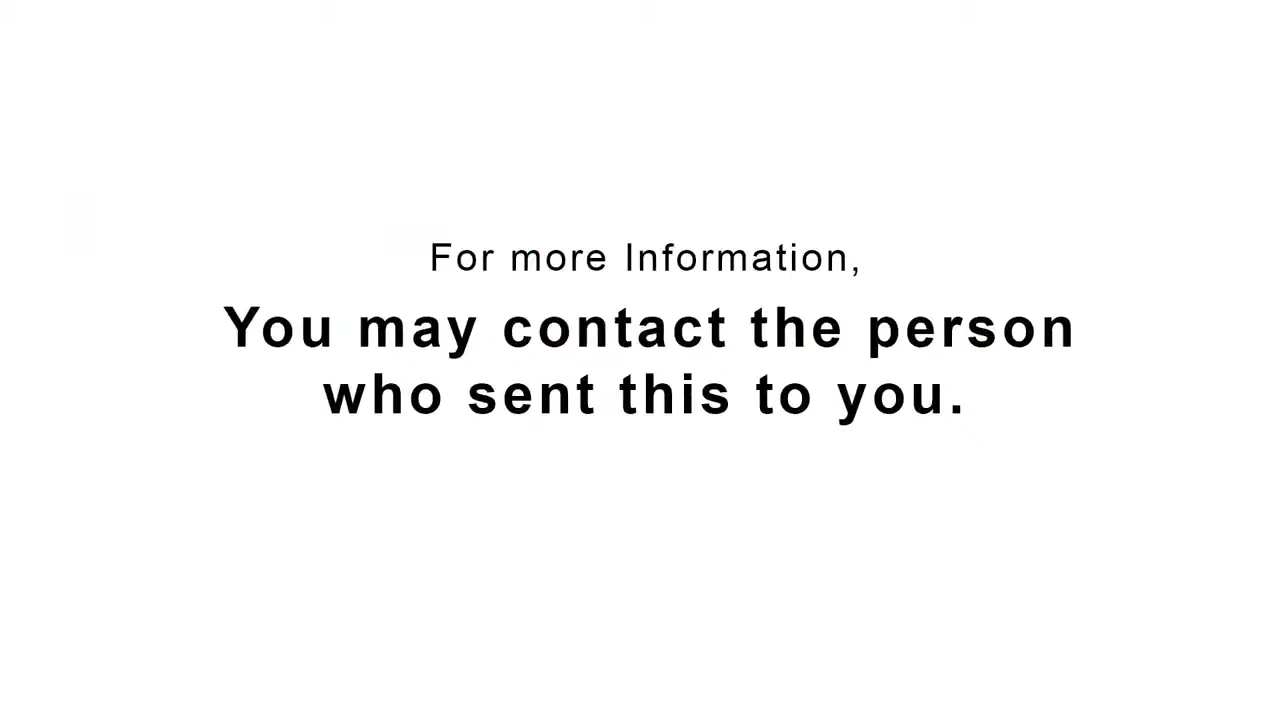 For more Information,
You may contact the person
who sent this to you.